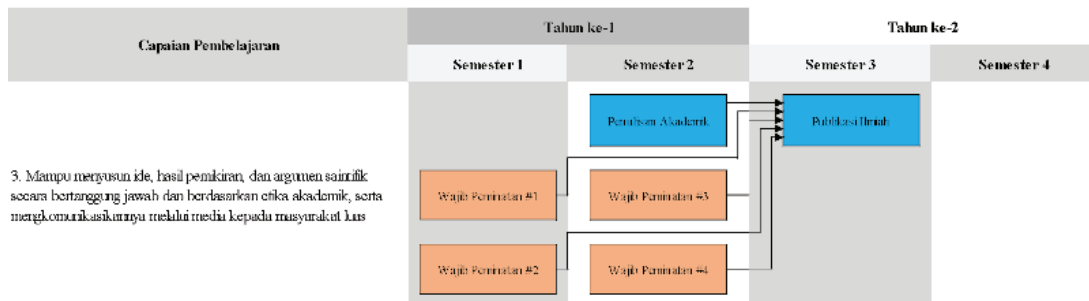 Capaian Pembelajaran
Tahun ke-1
Tahun ke-2
Semester 1
Semester 2
Semester 3
Semester 4
Penulisan Akademik
Publikasi Ilmiah
3. Mampu menyusun ide, hasil pemikiran, dan argumen saintifik
secara bertanggung jawab dan berdasarkan etika akademik, serta
mengkomunikasikannya melalui media kepada masyarakat luas
Wajib Peminatan #1
Wajib Peminatan #3
Wajib Peminatan #2
Wajib Peminatan #4